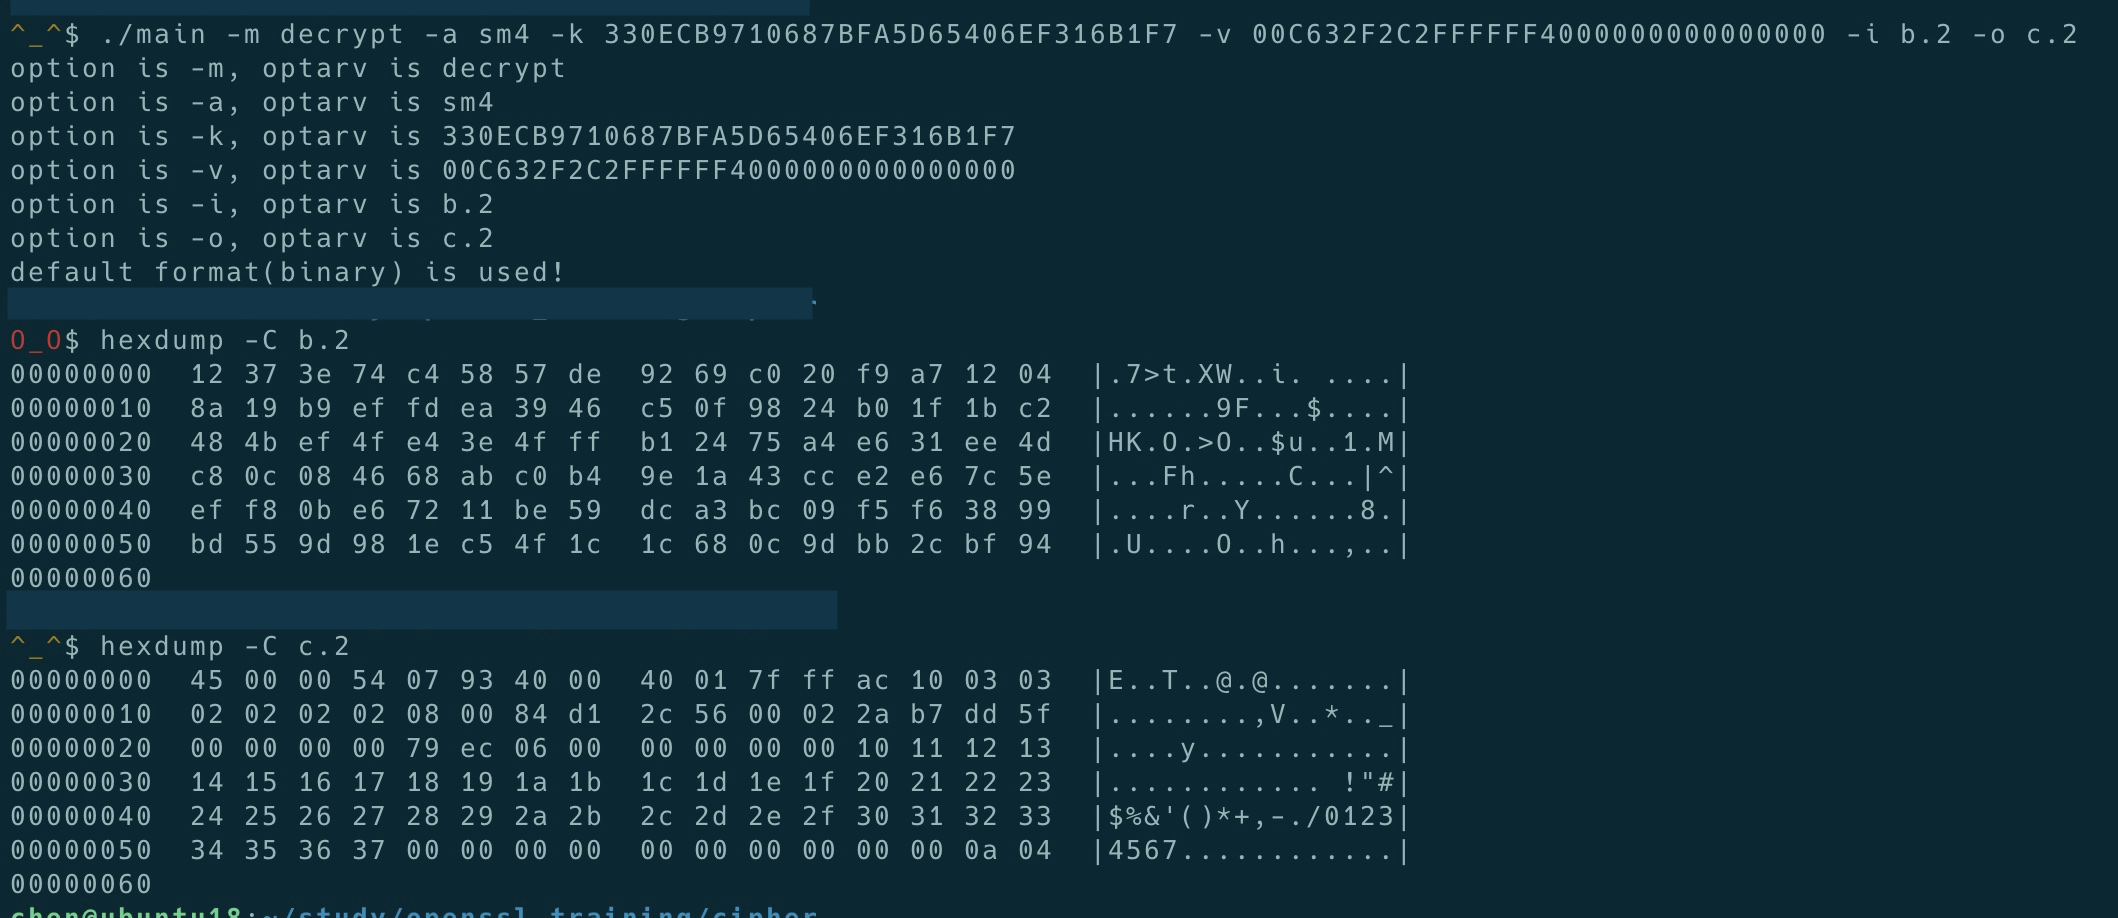 ^_^$ ./main -m decrypt -a sm4 -k 330ECB9710687BFA5D65406EF316B1F7 -v 00C632F2C2FFFFFF4000000000000000 -i b.2 -o c.2
option is -m, optarv is decrypt
option is -a, optarv is sm4
option is -k, optarv is 330ECB9710687BFA5D65406EF316B1F7
option is -v, optarv is 00C632F2C2FFFFFF4000000000000000
option is -i, optarv is b.2
option is -o, optarv is c.2
default format(binary) is used!
O_O$ hexdump -C b.2
00000000  12 37 3e 74 c4 58 57 de  92 69 c0 20 f9 a7 12 04  |.7>t.XW..i. ....|
00000010  8a 19 b9 ef fd ea 39 46  c5 0f 98 24 b0 1f 1b c2  |......9F...$....|
00000020  48 4b ef 4f e4 3e 4f ff  b1 24 75 a4 e6 31 ee 4d  |HK.O.>O..$u..1.M|
00000030  c8 0c 08 46 68 ab c0 b4  9e 1a 43 cc e2 e6 7c 5e  |...Fh.....C...|^|
00000040  ef f8 0b e6 72 11 be 59  dc a3 bc 09 f5 f6 38 99  |....r..Y......8.|
00000050  bd 55 9d 98 1e c5 4f 1c  1c 68 0c 9d bb 2c bf 94  |.U....O..h...,..|
00000060
^_^$ hexdump -C c.2
00000000  45 00 00 54 07 93 40 00  40 01 7f ff ac 10 03 03  |E..T..@.@.......|
00000010  02 02 02 02 08 00 84 d1  2c 56 00 02 2a b7 dd 5f  |........,V..*.._|
00000020  00 00 00 00 79 ec 06 00  00 00 00 00 10 11 12 13  |....y...........|
00000030  14 15 16 17 18 19 1a 1b  1c 1d 1e 1f 20 21 22 23  |............ !"#|
00000040  24 25 26 27 28 29 2a 2b  2c 2d 2e 2f 30 31 32 33  |$%&'()*+,-./0123|
00000050  34 35 36 37 00 00 00 00  00 00 00 00 00 00 0a 04  |4567............|
00000060
chen@ubuntu18:~/study/openssl_training/cipher